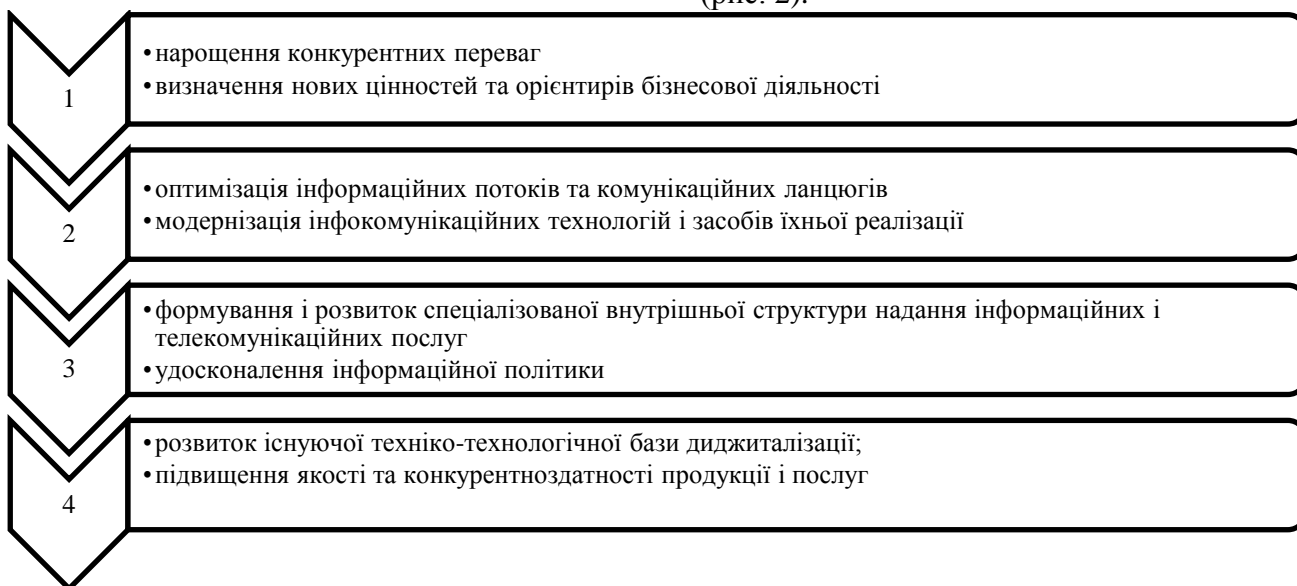 (рис. 2).
•нарощення конкурентних переваг
•визначення нових цінностей та орієнтирів бізнесової діяльності
1
•оптимізація інформаційних потоків та комунікаційних ланцюгів
•модернізація інфокомунікаційних технологій і засобів їхньої реалізації
2
•формування і розвиток спеціалізованої внутрішньої структури надання інформаційних і
телекомунікаційних послуг
•удосконалення інформаційної політики
3
•розвиток існуючої техніко-технологічної бази диджиталізації;
•підвищення якості та конкурентноздатності продукції і послуг
4